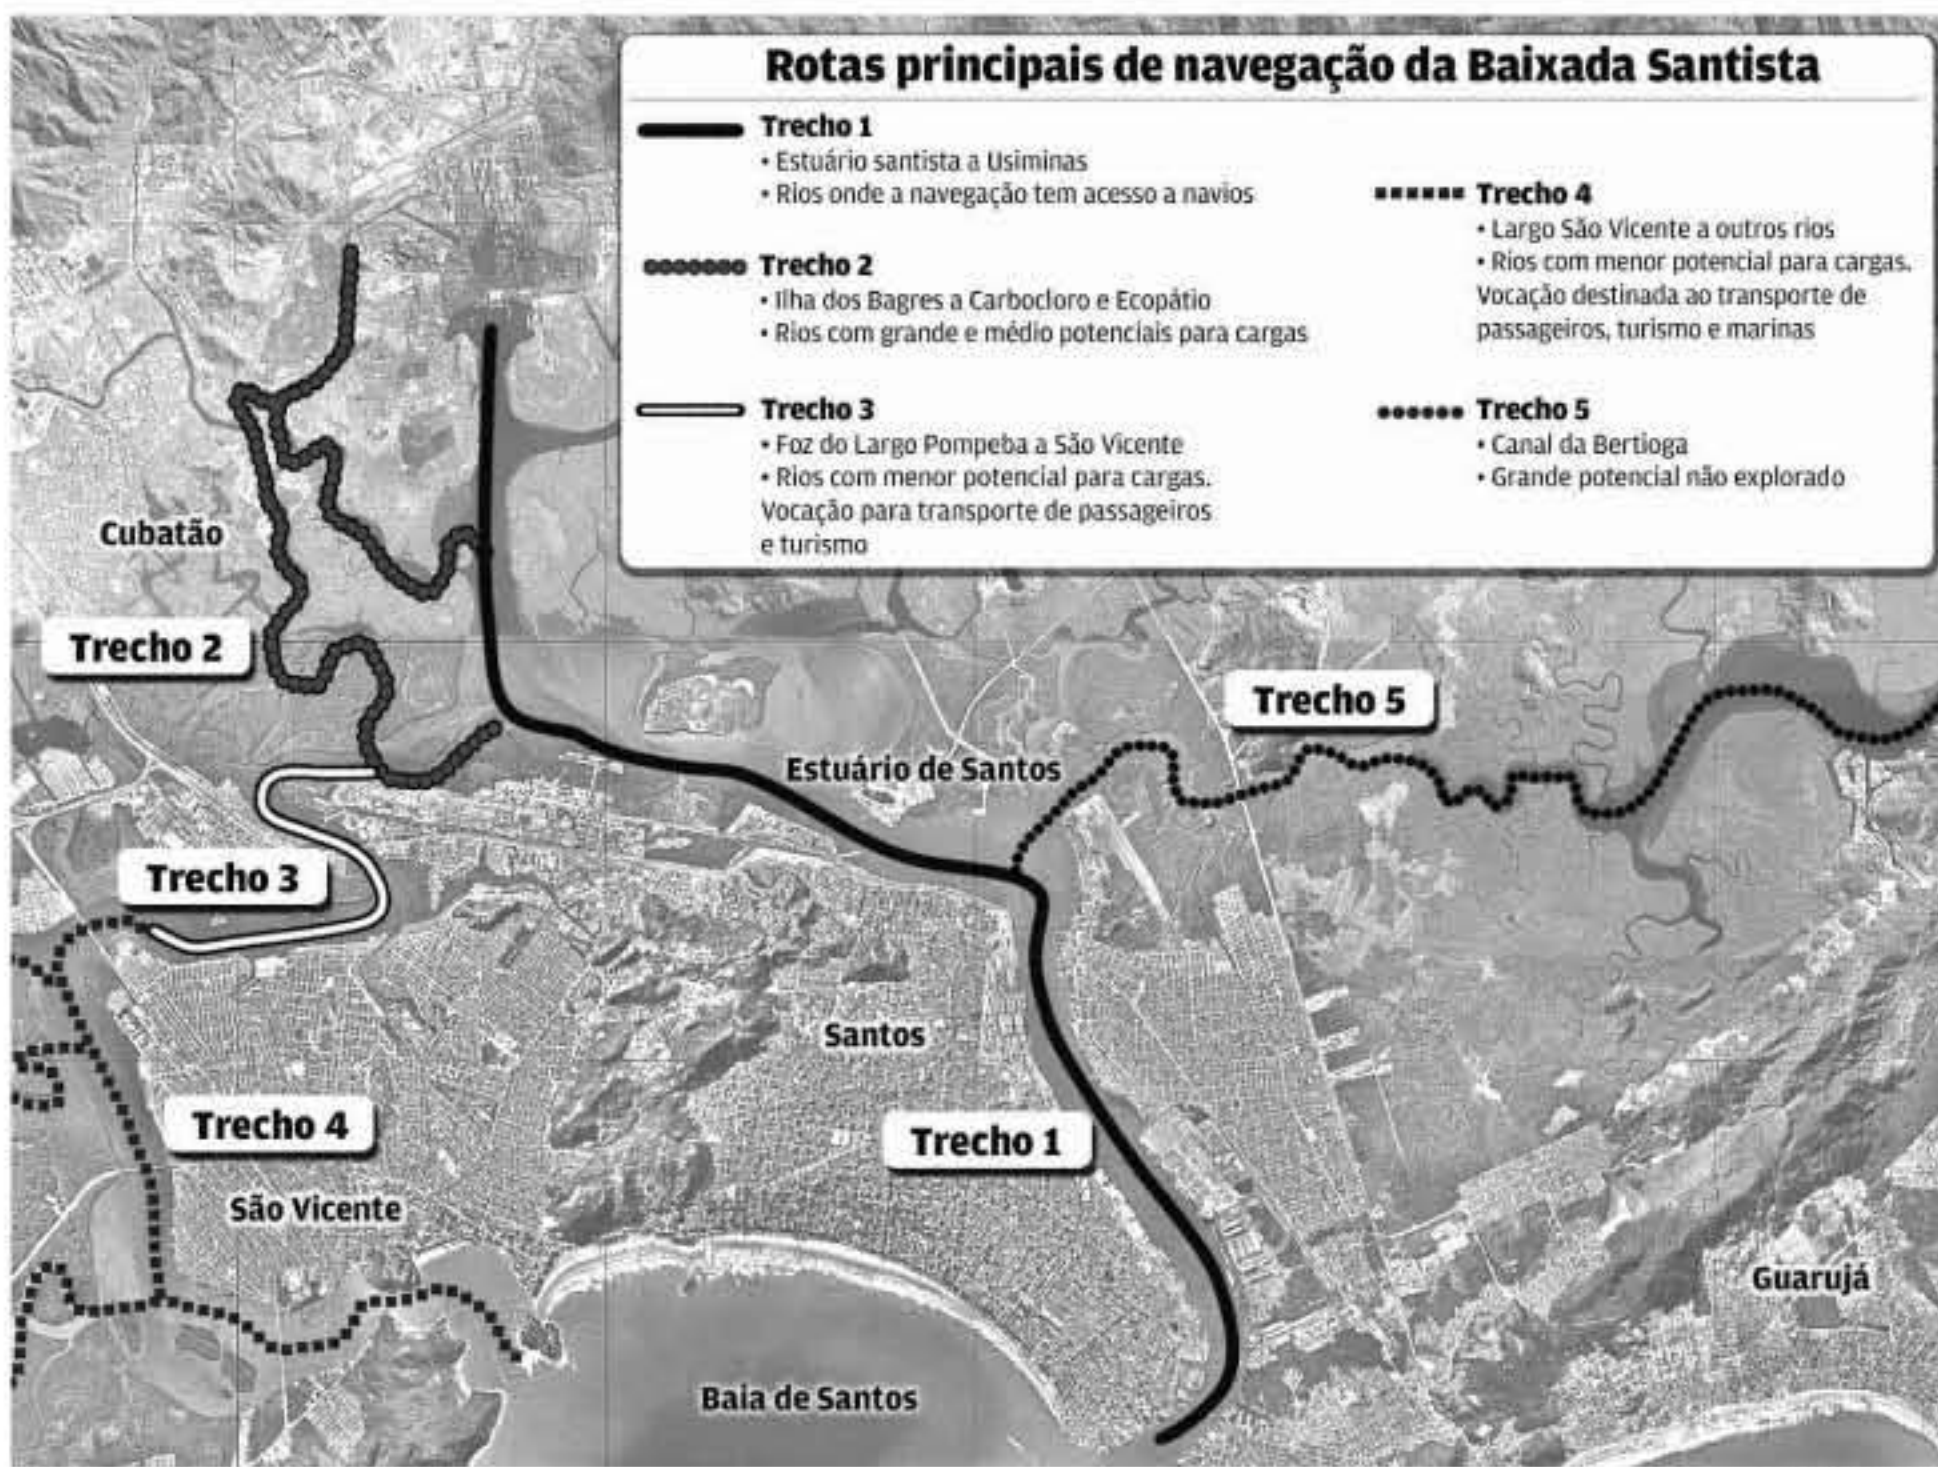 Rotas principais de navegação da Baixada Santista
Trecho 1
• Estuário santista a Usiminas
• Rios onde a navegação tem acesso a navios
Trecho 2
• Ilha dos Bagres a Carbocloro e Ecopátio
• Rios com grande e médio potenciais para cargas
Trecho 3
• Foz do Largo Pompeba a São Vicente
• Rios com menor potencial para cargas.
Vocação para transporte de passageiros
e turismo
Trecho 4
• Largo São Vicente a outros rios
• Rios com menor potencial para cargas.
Vocação destinada ao transporte de
passageiros, turismo e marinas
Trecho 5
• Canal da Bertioga
• Grande potencial não explorado
Cubatão
Trecho 2
Trecho 5
Estuário de Santos
Trecho 3
Santos
Trecho 4
Trecho 1
São Vicente
Guarujá
Baia de Santos